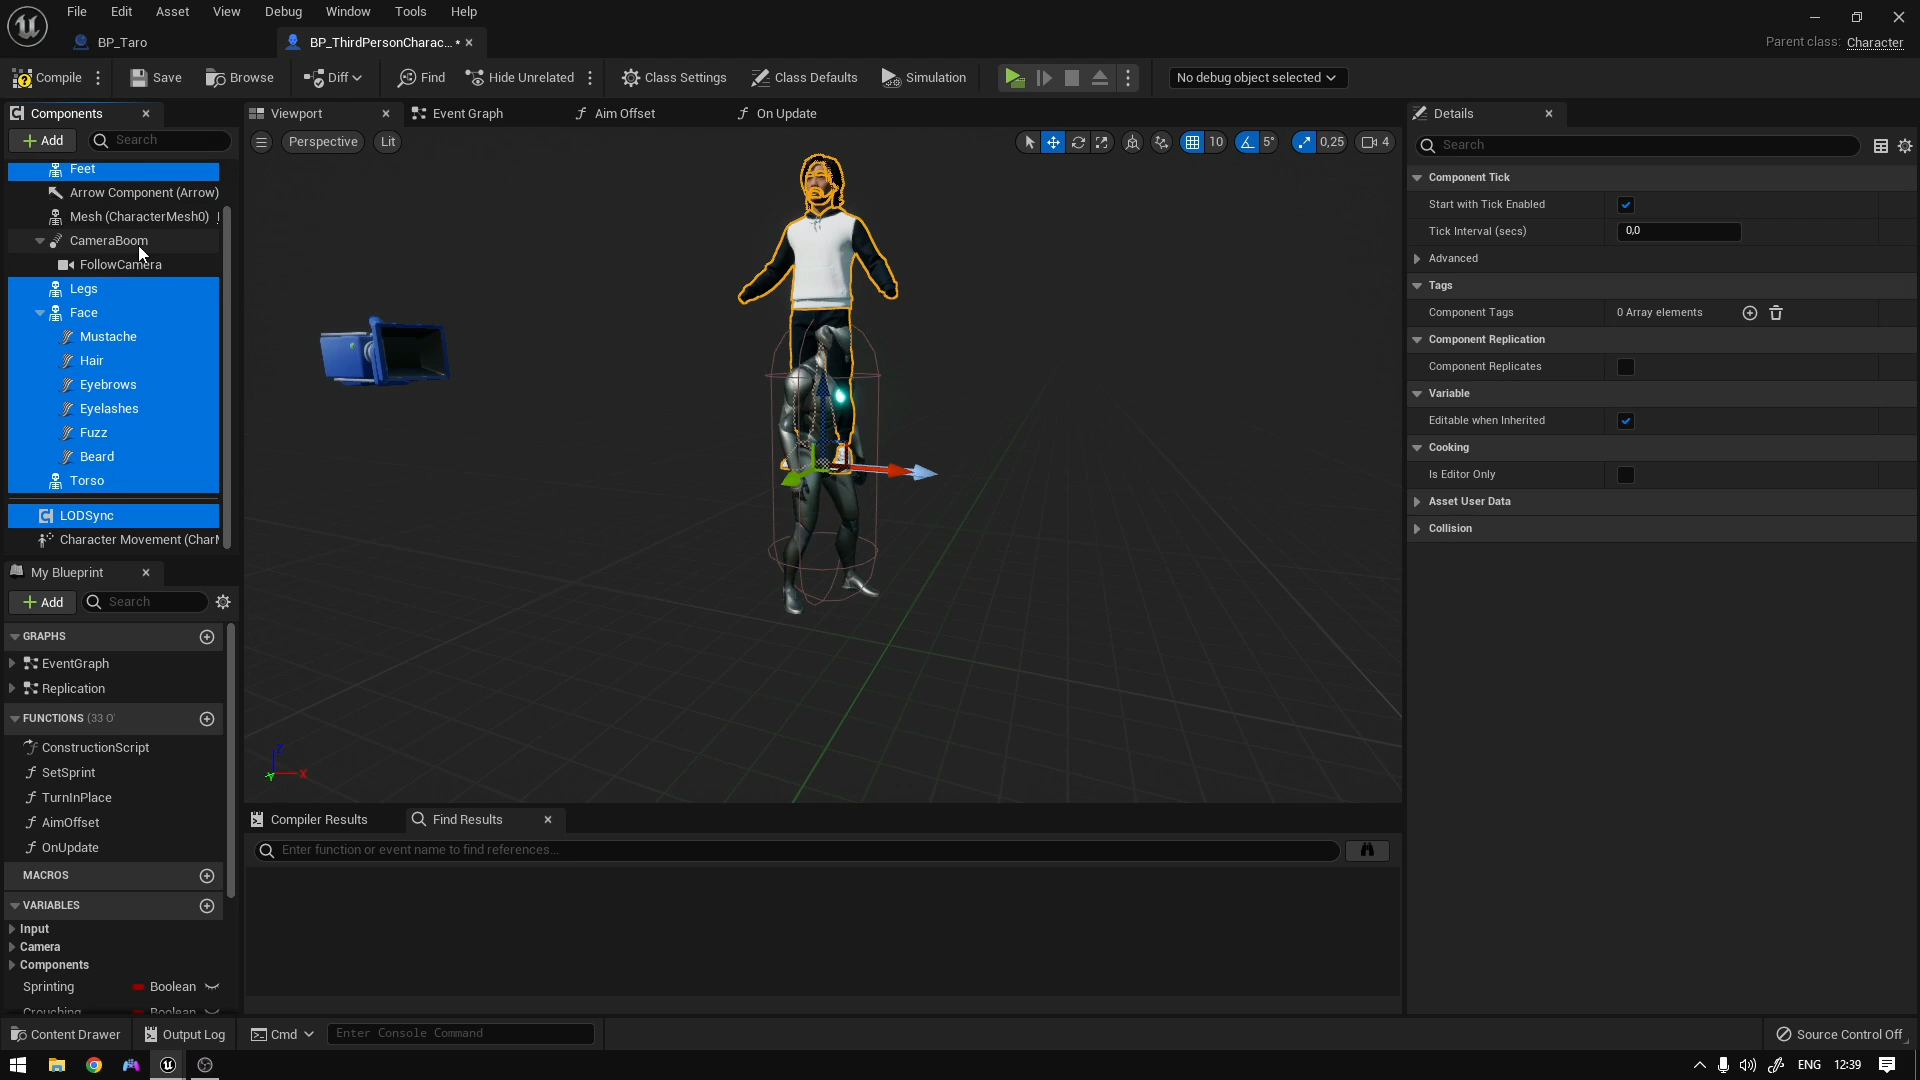 File Edit Asset View Debug Window Tools Help
BP_Taro
BP_ThirdPersonCharac... *
Parent class: Character
Compile
Save
Browse
Diff
Find
Hide Unrelated
Class Settings
Class Defaults
Simulation
No debug object selected
Components
Add
Search
Feet
Arrow Component (Arrow)
Mesh (CharacterMesh0)
CameraBoom
FollowCamera
Legs
Face
Mustache
Hair
Eyebrows
Eyelashes
Fuzz
Beard
Torso
LODSync
Character Movement (Char
My Blueprint
Add
Search
GRAPHS
EventGraph
Replication
FUNCTIONS (33 O
ConstructionScript
SetSprint
TurnInPlace
AimOffset
OnUpdate
MACROS
VARIABLES
Input
Camera
Components
Sprinting Boolean
Crouching Boolean
Viewport
Event Graph
Aim Offset
On Update
Perspective
Lit
10
5°
0,25
4
Z
X
Y
Compiler Results
Find Results
Enter function or event name to find references...
Details
Search
Component Tick
Start with Tick Enabled
Tick Interval (secs) 0,0
Advanced
Tags
Component Tags 0 Array elements
Component Replication
Component Replicates
Variable
Editable when Inherited
Cooking
Is Editor Only
Asset User Data
Collision
Content Drawer
Output Log
Cmd
Enter Console Command
Source Control Off
ENG
12:39